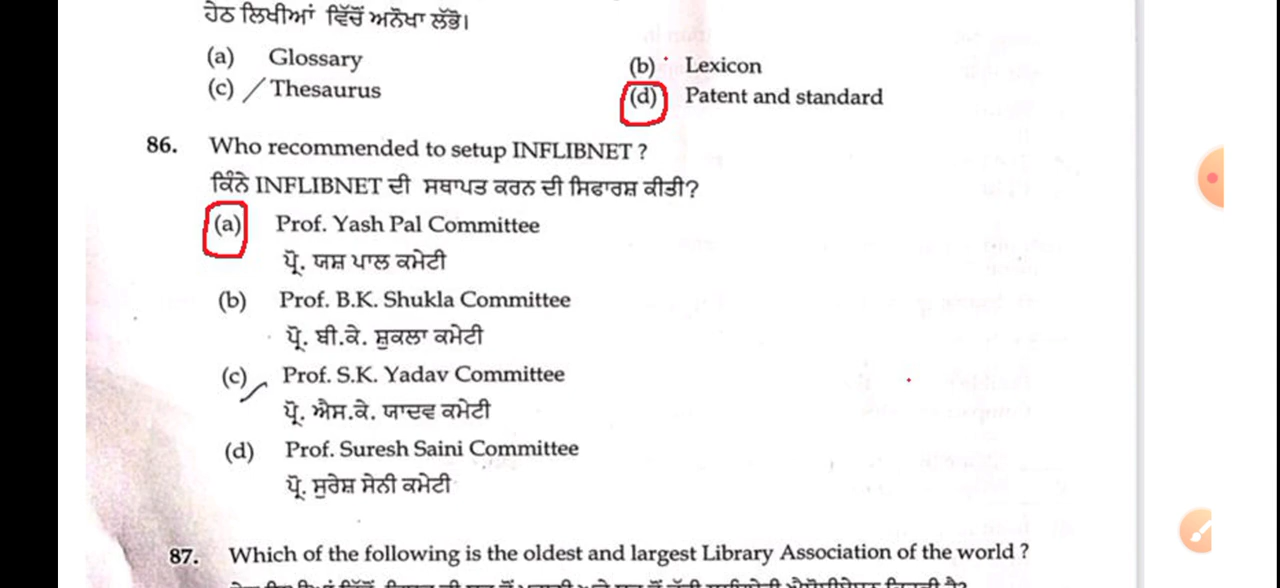 ਹੇਠ ਲਿਖੀਆਂ ਵਿੱਚੋਂ ਅਨੋਖਾ ਲੱਭੋ।
(a) Glossary (b) Lexicon
(c) Thesaurus (d) Patent and standard
86. Who recommended to setup INFLIBNET ?
ਕਿੰਨੇ INFLIBNET ਦੀ ਸਥਾਪਤ ਕਰਨ ਦੀ ਸਿਫਾਰਸ਼ ਕੀਤੀ?
(a) Prof. Yash Pal Committee
ਪ੍ਰੋ. ਯਸ਼ ਪਾਲ ਕਮੇਟੀ
(b) Prof. B.K. Shukla Committee
ਪ੍ਰੋ. ਬੀ.ਕੇ. ਸ਼ੁਕਲਾ ਕਮੇਟੀ
(c) Prof. S.K. Yadav Committee
ਪ੍ਰੋ. ਐਸ.ਕੇ. ਯਾਦਵ ਕਮੇਟੀ
(d) Prof. Suresh Saini Committee
ਪ੍ਰੋ. ਸੁਰੇਸ਼ ਸੇਨੀ ਕਮੇਟੀ
87. Which of the following is the oldest and largest Library Association of the world ?